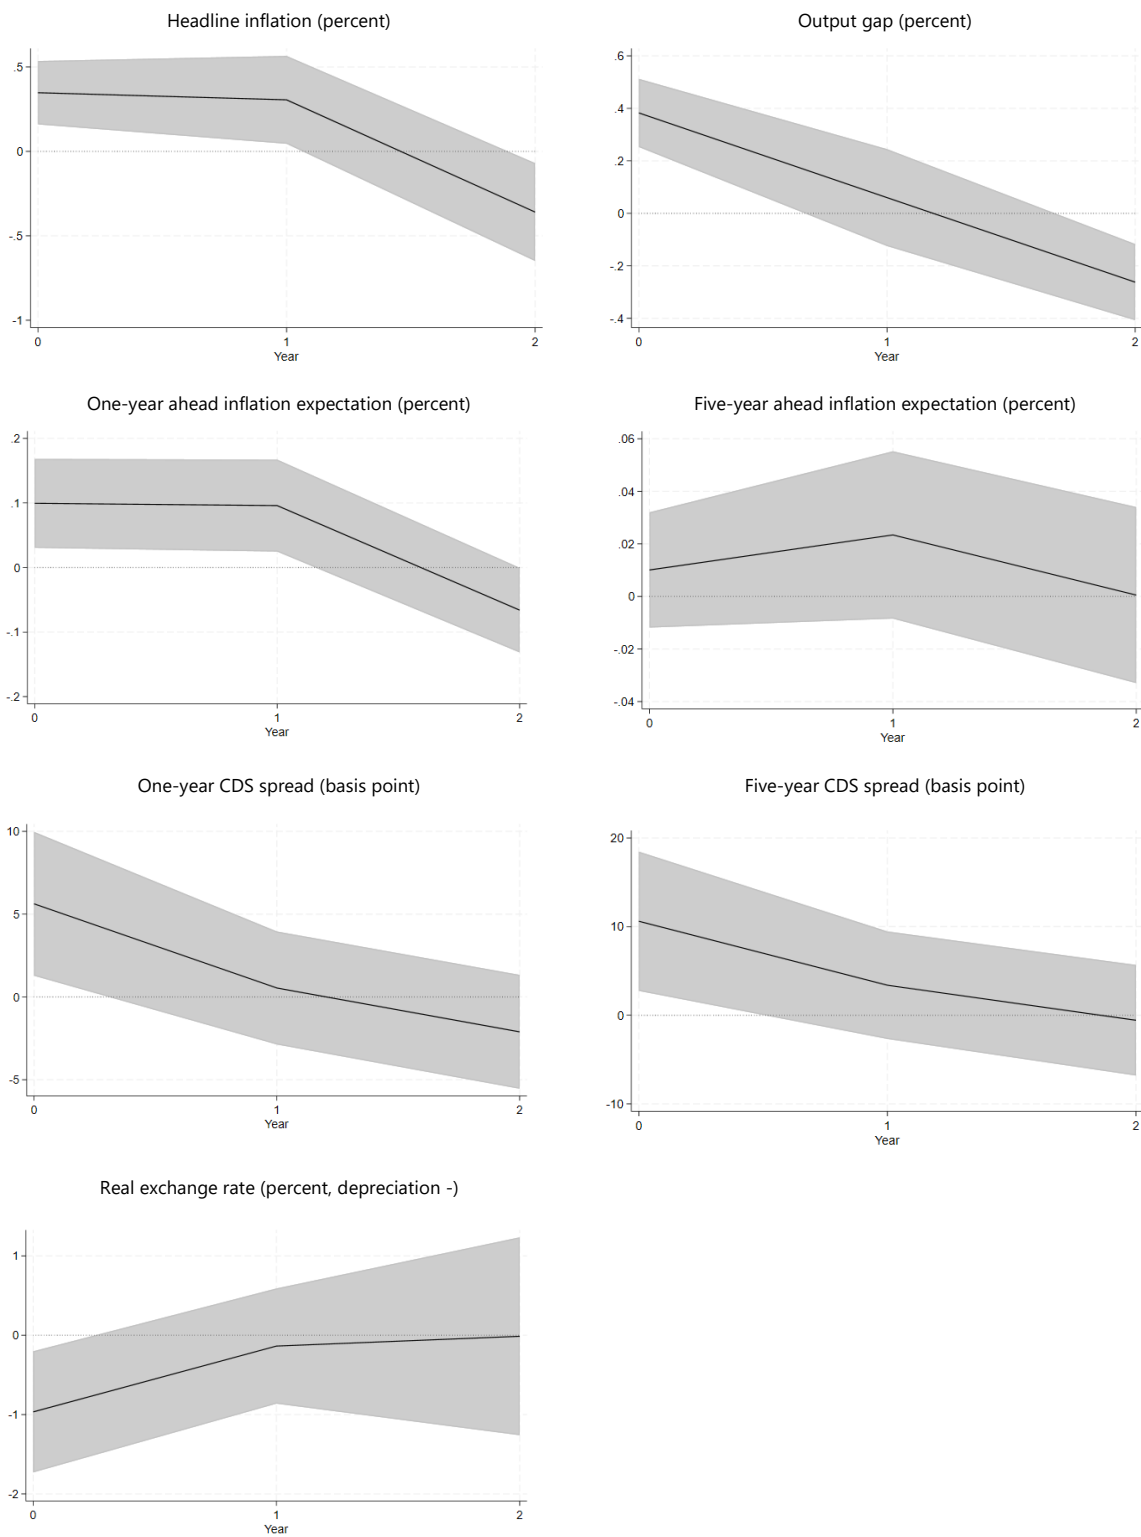 Headline inflation (percent)
.5
0
-.5
-1
0 1 2
Year
Output gap (percent)
.6
.4
.2
0
-.2
-.4
0 1 2
Year
One-year ahead inflation expectation (percent)
.2
.1
0
-.1
-.2
0 1 2
Year
Five-year ahead inflation expectation (percent)
.06
.04
.02
0
-.02
-.04
0 1 2
Year
One-year CDS spread (basis point)
10
5
0
-5
0 1 2
Year
Five-year CDS spread (basis point)
20
10
0
-10
0 1 2
Year
Real exchange rate (percent, depreciation -)
1
0
-1
-2
0 1 2
Year